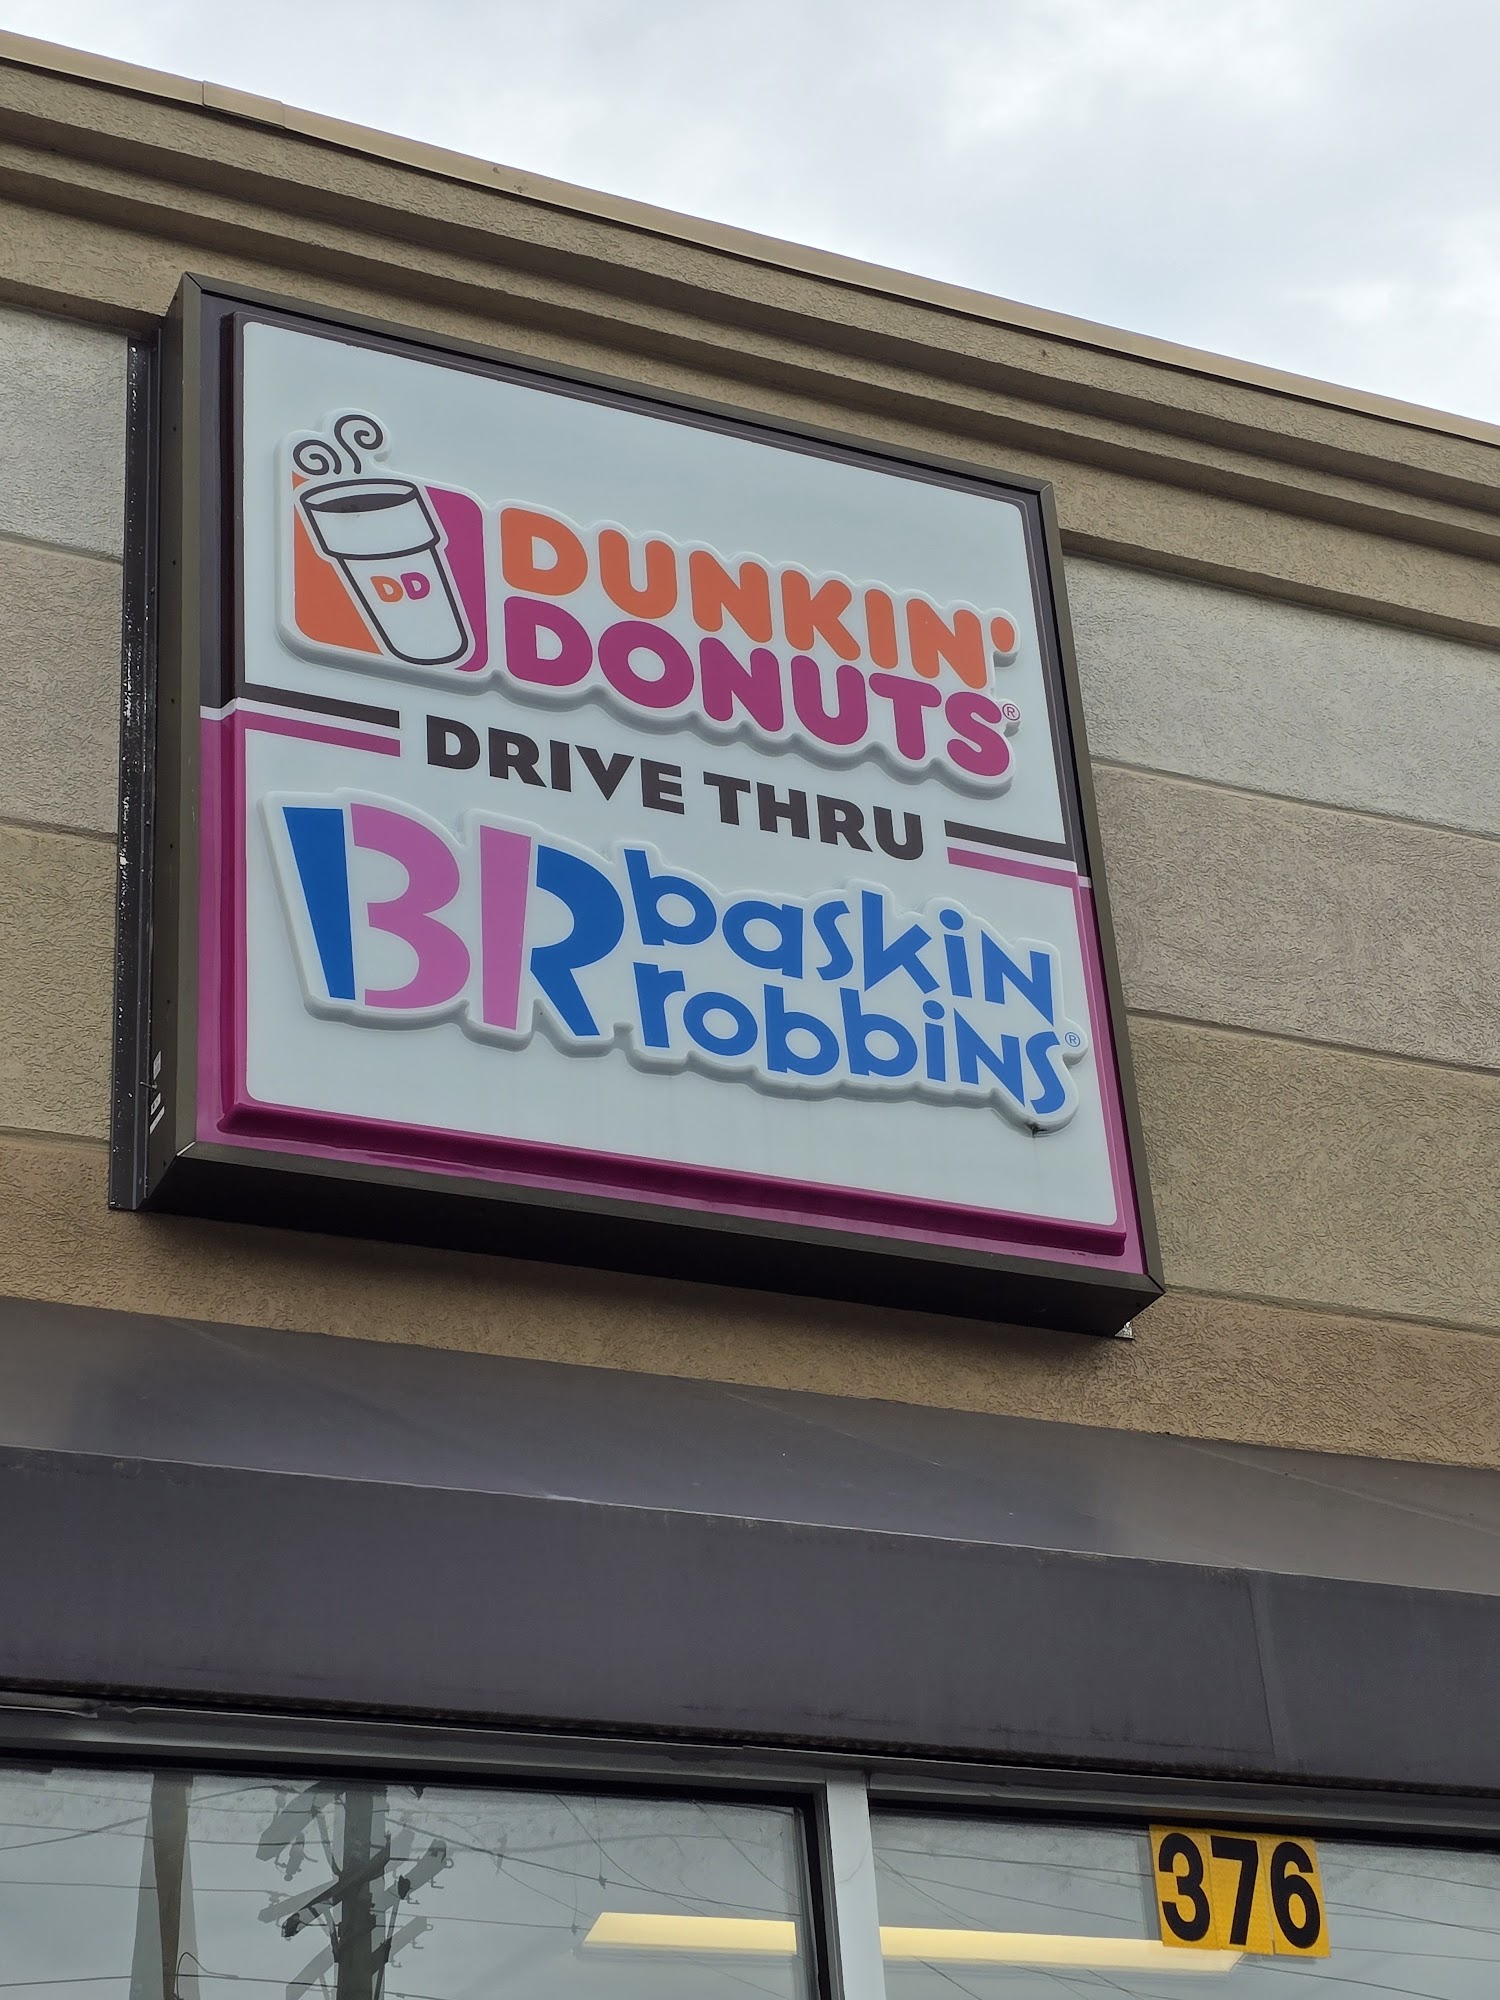 DD
DUNKIN'
DONUTS®
DRIVE THRU
BR baskin
robbins®
376